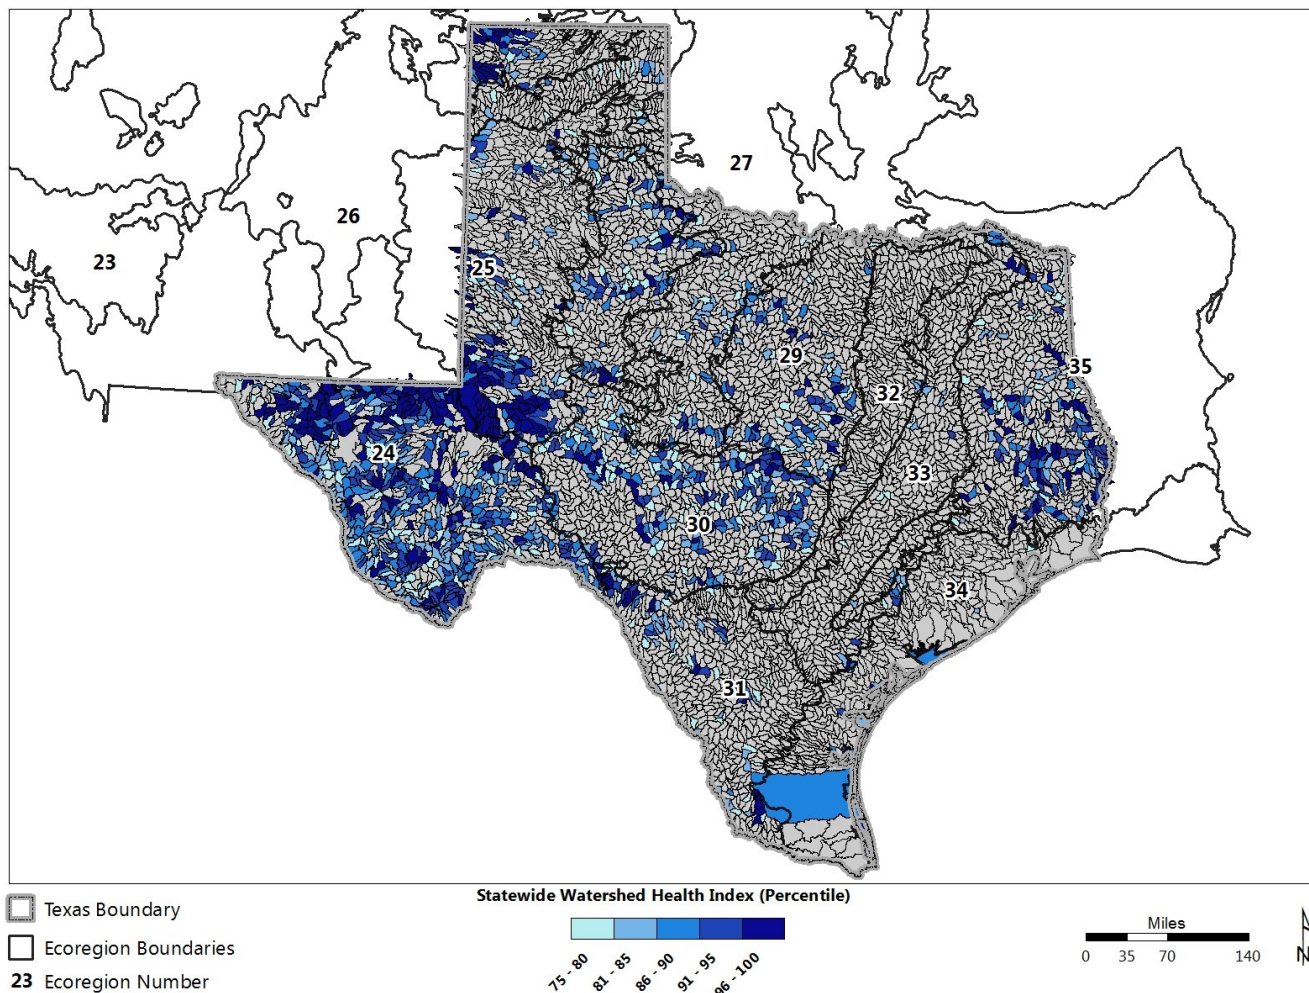 27
26
23
25
35
29
32
24
33
30
34
31
Statewide Watershed Health Index (Percentile)
75 - 80
81 - 85
86 - 90
91 - 95
96 - 100
Texas Boundary
Ecoregion Boundaries
23 Ecoregion Number
Miles
0 35 70 140
N